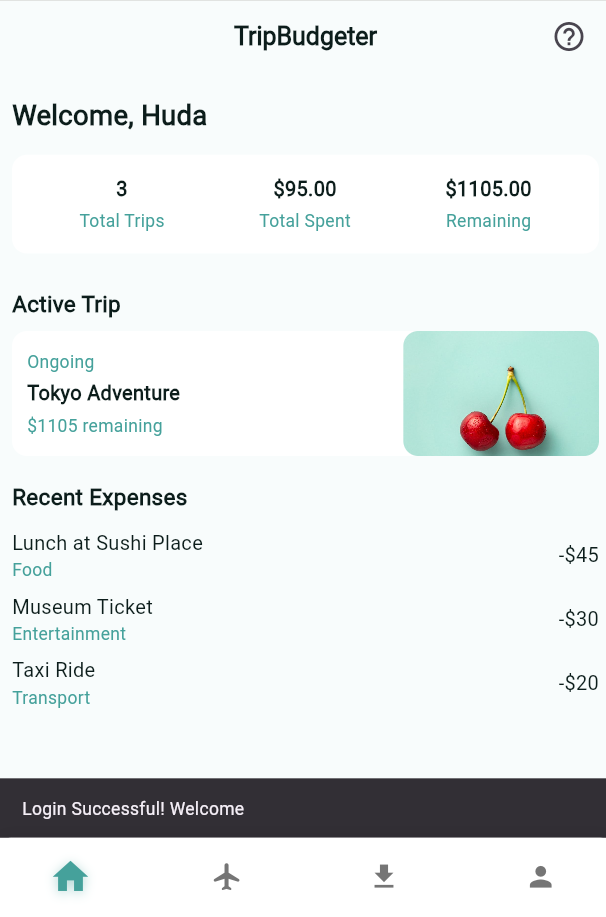 TripBudgeter
Welcome, Huda
3
$95.00
$1105.00
Total Trips
Total Spent
Remaining
Active Trip
Ongoing
Tokyo Adventure
$1105 remaining
Recent Expenses
Lunch at Sushi Place
Food
-$45
Museum Ticket
Entertainment
-$30
Taxi Ride
Transport
-$20
Login Successful! Welcome